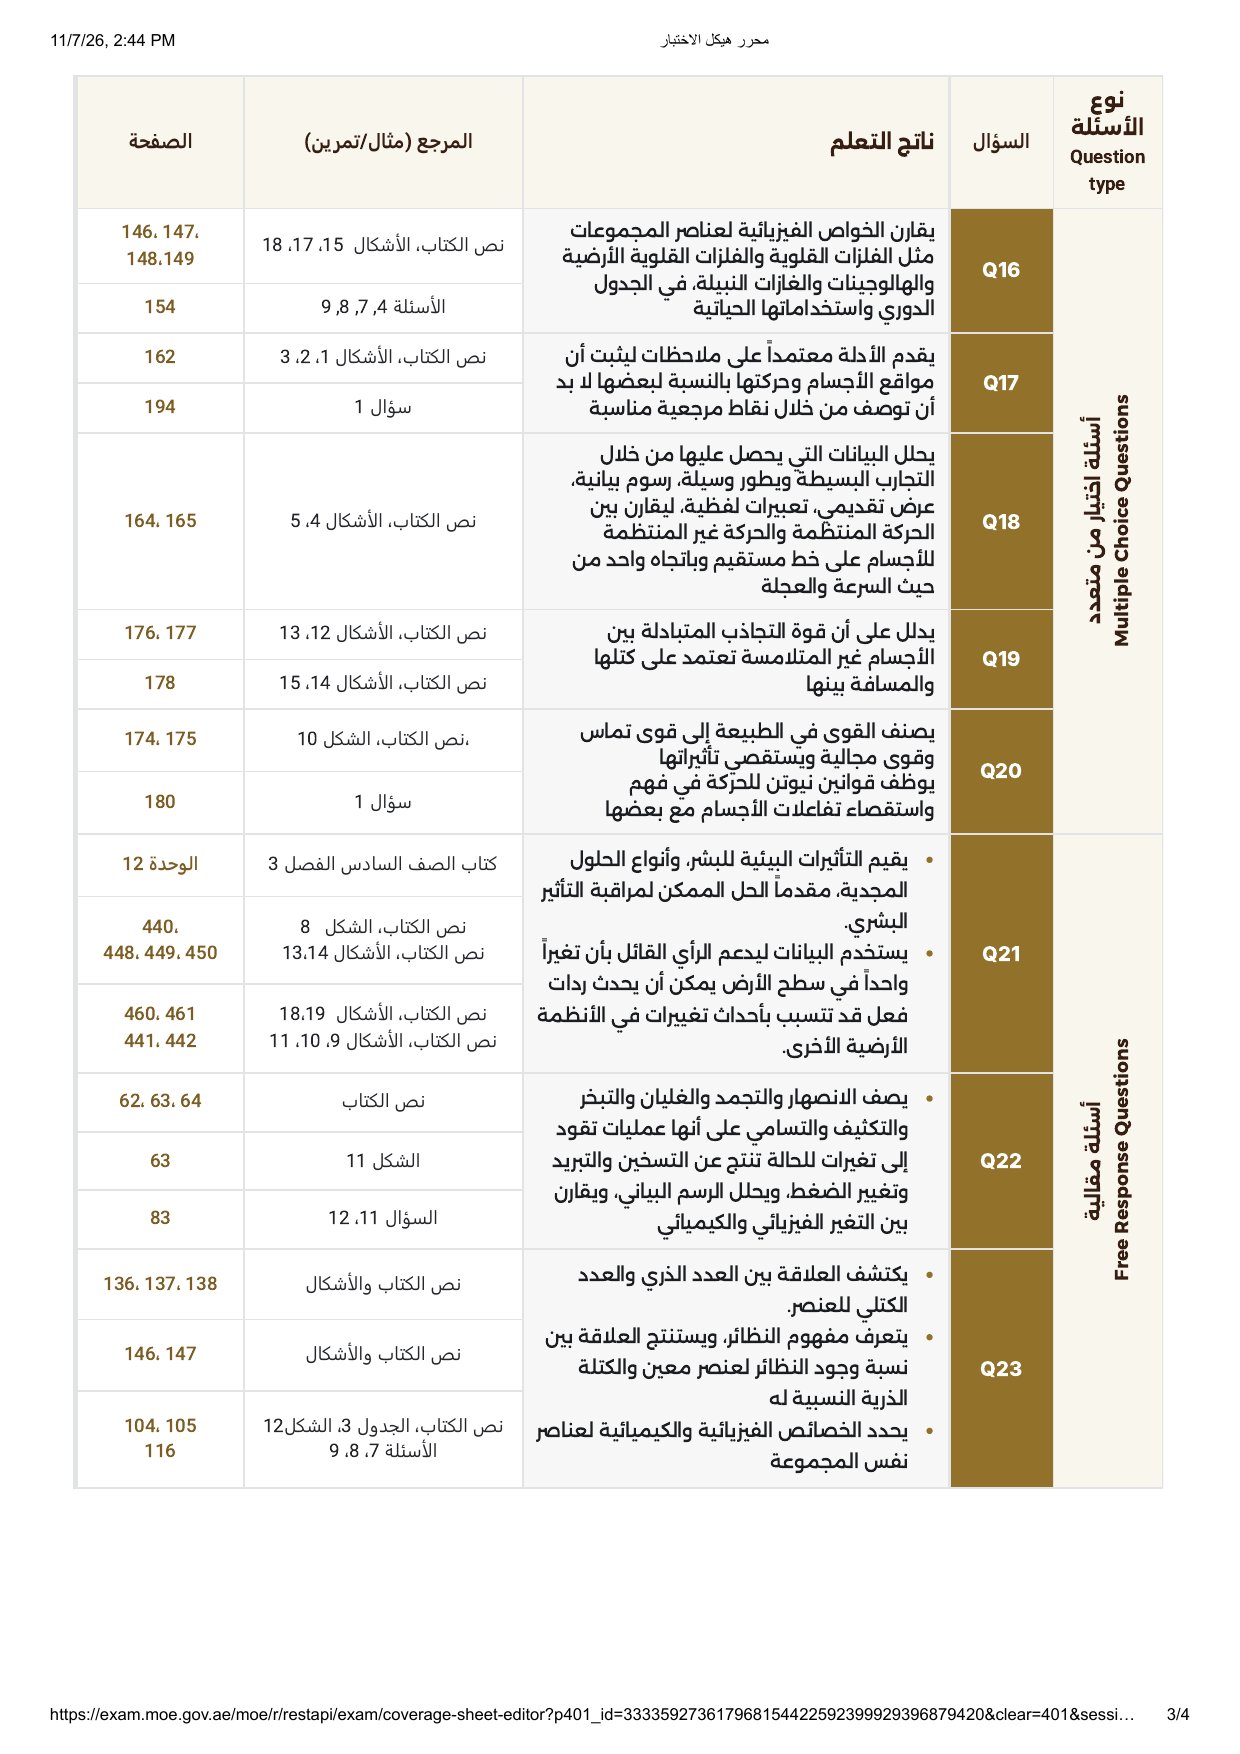 11/7/26, 2:44 PM
محرر هيكل الاختبار
نوع
الأسئلة
Question
type
السؤال
ناتج التعلم
المرجع (مثال/تمرين)
الصفحة
أسئلة اختيار من متعدد
Multiple Choice Questions
Q16
يقارن الخواص الفيزيائية لعناصر المجموعات
مثل الفلزات القلوية والفلزات القلوية الأرضية
والهالوجينات والغازات النبيلة، في الجدول
الدوري واستخداماتها الحياتية
نص الكتاب، الأشكال 15، 17، 18
146، 147،
148،149
الأسئلة 4, 7, 8, 9
154
Q17
يقدم الأدلة معتمداً على ملاحظات ليثبت أن
مواقع الأجسام وحركتها بالنسبة لبعضها لا بد
أن توصف من خلال نقاط مرجعية مناسبة
نص الكتاب، الأشكال 1، 2، 3
162
سؤال 1
194
Q18
يحلل البيانات التي يحصل عليها من خلال
التجارب البسيطة ويطور وسيلة، رسوم بيانية،
عرض تقديمي، تعبيرات لفظية، ليقارن بين
الحركة المنتظمة والحركة غير المنتظمة
للأجسام على خط مستقيم وباتجاه واحد من
حيث السرعة والعجلة
نص الكتاب، الأشكال 4، 5
164، 165
Q19
يدلل على أن قوة التجاذب المتبادلة بين
الأجسام غير المتلامسة تعتمد على كتلها
والمسافة بينها
نص الكتاب، الأشكال 12، 13
176، 177
نص الكتاب، الأشكال 14، 15
178
Q20
يصنف القوى في الطبيعة إلى قوى تماس
وقوى مجالية ويستقصي تأثيراتها
يوظف قوانين نيوتن للحركة في فهم
واستقصاء تفاعلات الأجسام مع بعضها
،نص الكتاب، الشكل 10
174، 175
سؤال 1
180
أسئلة مقالية
Free Response Questions
Q21
• يقيم التأثيرات البيئية للبشر، وأنواع الحلول
المجدية، مقدماً الحل الممكن لمراقبة التأثير
البشري.
• يستخدم البيانات ليدعم الرأي القائل بأن تغيراً
واحداً في سطح الأرض يمكن أن يحدث ردات
فعل قد تتسبب بأحداث تغييرات في الأنظمة
الأرضية الأخرى.
كتاب الصف السادس الفصل 3
الوحدة 12
نص الكتاب، الشكل 8
نص الكتاب، الأشكال 13،14
440،
448، 449، 450
نص الكتاب، الأشكال 18،19
نص الكتاب، الأشكال 9، 10، 11
460، 461
441، 442
Q22
• يصف الانصهار والتجمد والغليان والتبخر
والتكثيف والتسامي على أنها عمليات تقود
إلى تغيرات للحالة تنتج عن التسخين والتبريد
وتغيير الضغط، ويحلل الرسم البياني، ويقارن
بين التغير الفيزيائي والكيميائي
نص الكتاب
62، 63، 64
الشكل 11
63
السؤال 11، 12
83
Q23
• يكتشف العلاقة بين العدد الذري والعدد
الكتلي للعنصر.
• يتعرف مفهوم النظائر، ويستنتج العلاقة بين
نسبة وجود النظائر لعنصر معين والكتلة
الذرية النسبية له
• يحدد الخصائص الفيزيائية والكيميائية لعناصر
نفس المجموعة
نص الكتاب والأشكال
136، 137، 138
نص الكتاب والأشكال
146، 147
نص الكتاب، الجدول 3، الشكل12
الأسئلة 7، 8، 9
104، 105
116
https://exam.moe.gov.ae/moe/r/restapi/exam/coverage-sheet-editor?p401_id=333359273617968154422592399929396879420&clear=401&sessi…
3/4